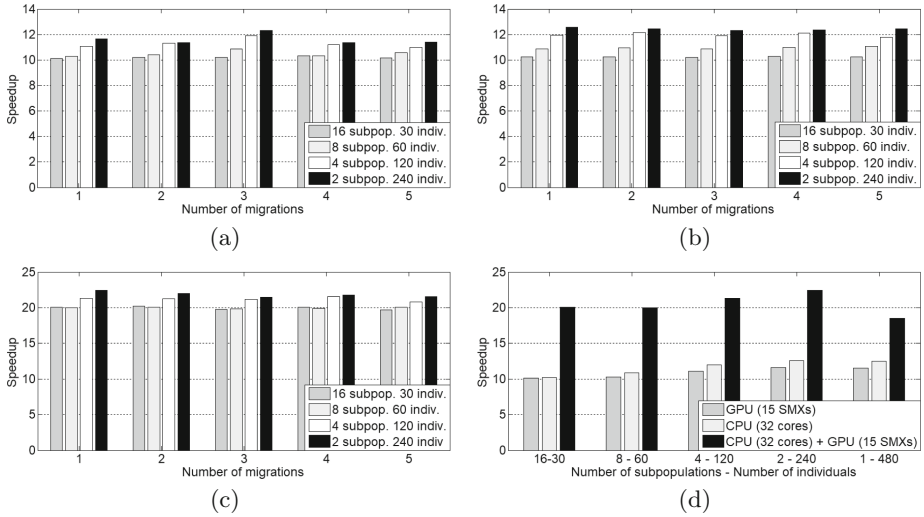 14
12
10
8
6
4
2
0
Speedup
16 subpop. 30 indiv.
8 subpop. 60 indiv.
4 subpop. 120 indiv.
2 subpop. 240 indiv.
1 2 3 4 5
Number of migrations
(a)
14
12
10
8
6
4
2
0
Speedup
16 subpop. 30 indiv.
8 subpop. 60 indiv.
4 subpop. 120 indiv.
2 subpop. 240 indiv.
1 2 3 4 5
Number of migrations
(b)
25
20
15
10
5
0
Speedup
16 subpop. 30 indiv.
8 subpop. 60 indiv.
4 subpop. 120 indiv.
2 subpop. 240 indiv
1 2 3 4 5
Number of migrations
(c)
25
20
15
10
5
0
Speedup
GPU (15 SMXs)
CPU (32 cores)
CPU (32 cores) + GPU (15 SMXs)
16-30 8 - 60 4 - 120 2 - 240 1 - 480
Number of subpopulations - Number of individuals
(d)